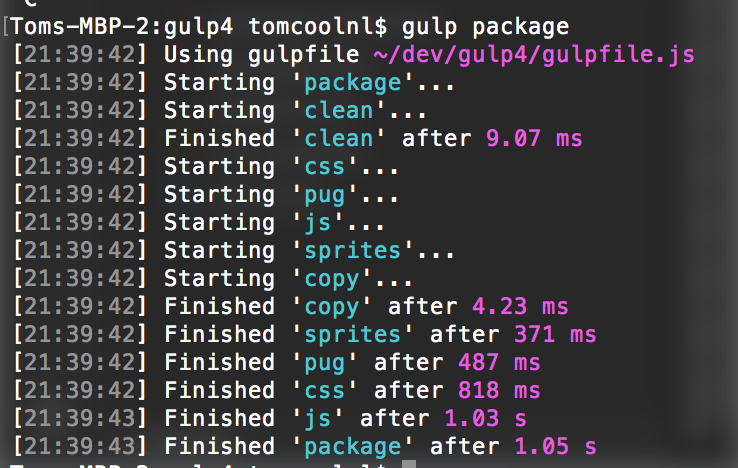 C
[Toms-MBP-2:gulp4 tomcoolnl$ gulp package
[21:39:42] Using gulpfile ~/dev/gulp4/gulpfile.js
[21:39:42] Starting 'package'...
[21:39:42] Starting 'clean'...
[21:39:42] Finished 'clean' after 9.07 ms
[21:39:42] Starting 'css'...
[21:39:42] Starting 'pug'...
[21:39:42] Starting 'js'...
[21:39:42] Starting 'sprites'...
[21:39:42] Starting 'copy'...
[21:39:42] Finished 'copy' after 4.23 ms
[21:39:42] Finished 'sprites' after 371 ms
[21:39:42] Finished 'pug' after 487 ms
[21:39:42] Finished 'css' after 818 ms
[21:39:43] Finished 'js' after 1.03 s
[21:39:43] Finished 'package' after 1.05 s
Toms-MBP-2:gulp4 tomcoolnl$